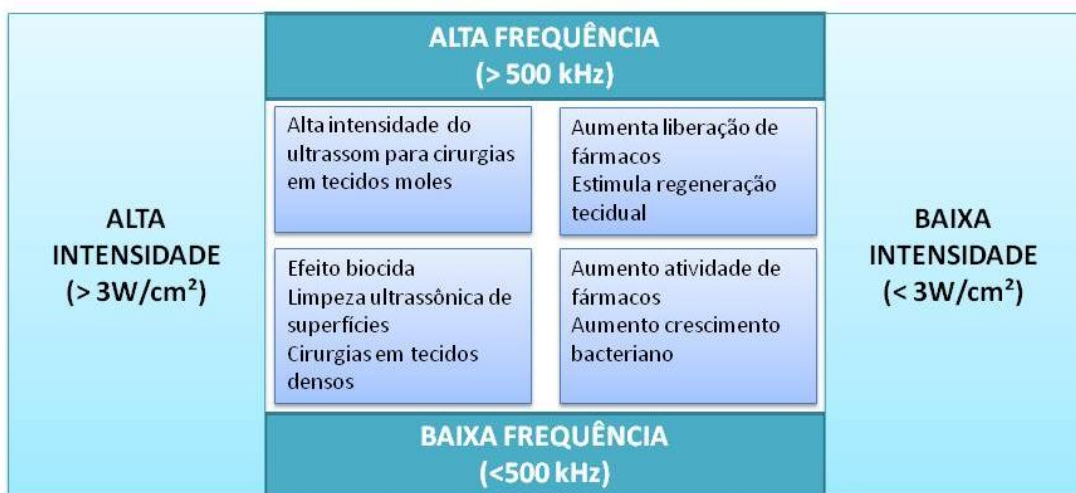 ALTA FREQUÊNCIA
(> 500 kHz)
ALTA
INTENSIDADE
(> 3W/cm²)
Alta intensidade do
ultrassom para cirurgias
em tecidos moles
Aumenta liberação de
fármacos
Estimula regeneração
tecidual
Efeito biocida
Limpeza ultrassônica de
superfícies
Cirurgias em tecidos
densos
Aumento atividade de
fármacos
Aumento crescimento
bacteriano
BAIXA
INTENSIDADE
(< 3W/cm²)
BAIXA FREQUÊNCIA
(<500 kHz)